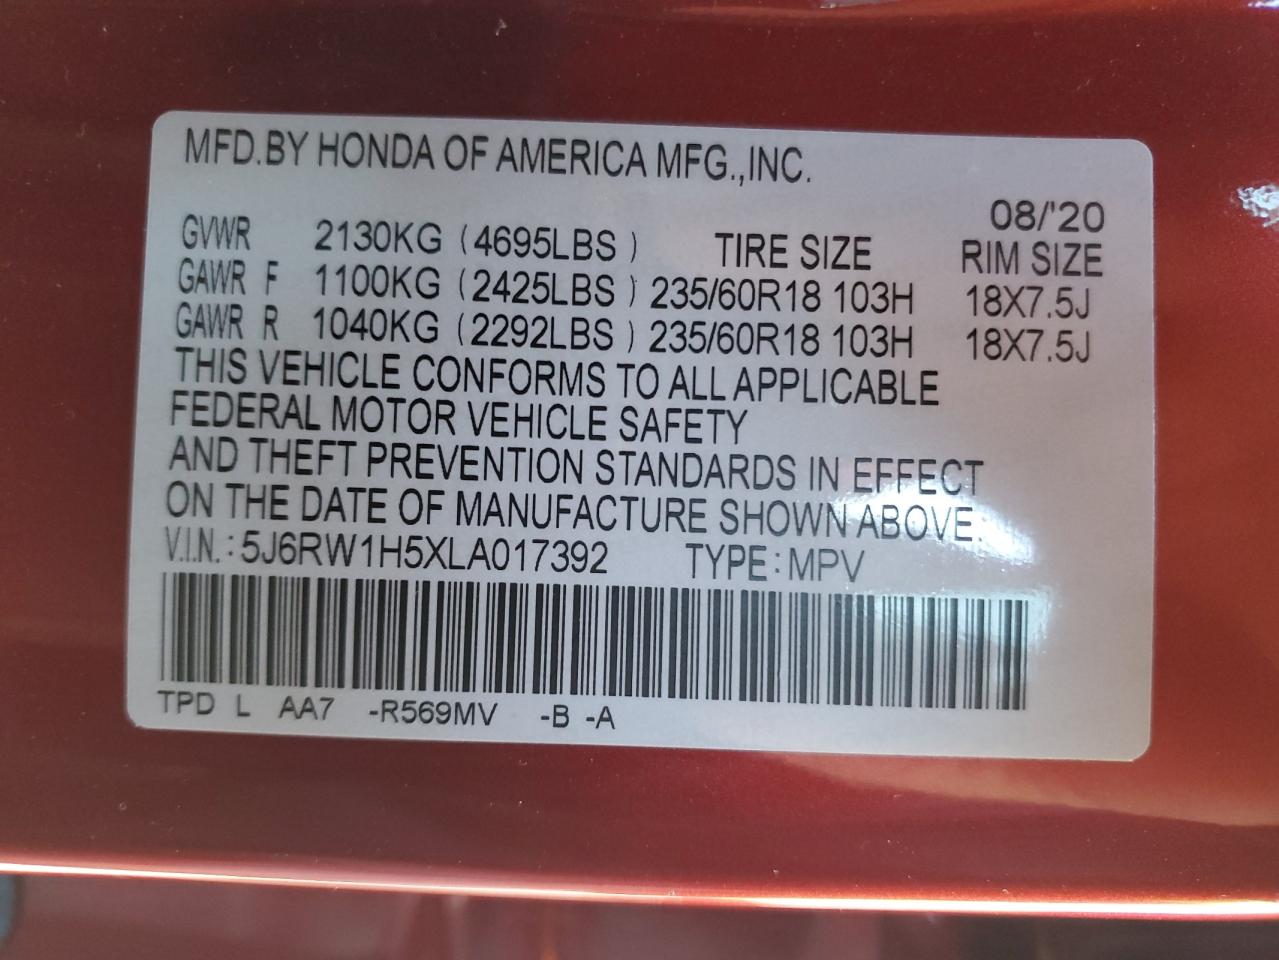 MFD.BY HONDA OF AMERICA MFG.,INC.
08/'20
GVWR 2130KG (4695LBS) TIRE SIZE RIM SIZE
GAWR F 1100KG (2425LBS) 235/60R18 103H 18X7.5J
GAWR R 1040KG (2292LBS) 235/60R18 103H 18X7.5J
THIS VEHICLE CONFORMS TO ALL APPLICABLE
FEDERAL MOTOR VEHICLE SAFETY
AND THEFT PREVENTION STANDARDS IN EFFECT
ON THE DATE OF MANUFACTURE SHOWN ABOVE.
V.I.N.: 5J6RW1H5XLA017392 TYPE: MPV
TPD L AA7 -R569MV -B -A